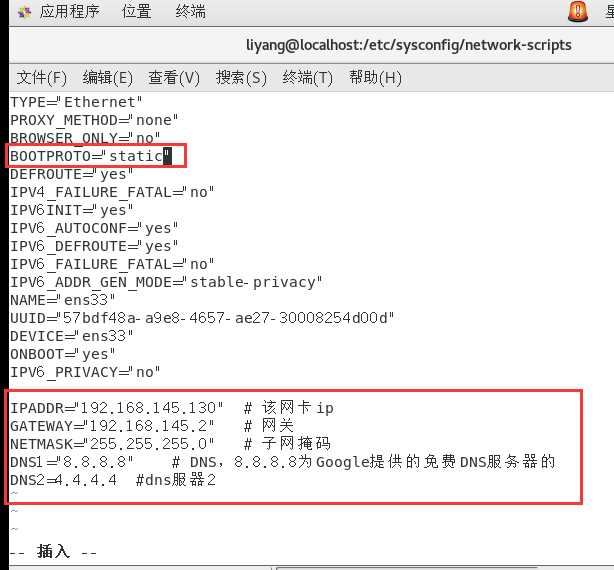 应用程序 位置 终端 星
liyang@localhost:/etc/sysconfig/network-scripts
文件(F) 编辑(E) 查看(V) 搜索(S) 终端(T) 帮助(H)
TYPE="Ethernet"
PROXY_METHOD="none"
BROWSER_ONLY="no"
BOOTPROTO="static"
DEFROUTE="yes"
IPV4_FAILURE_FATAL="no"
IPV6INIT="yes"
IPV6_AUTOCONF="yes"
IPV6_DEFROUTE="yes"
IPV6_FAILURE_FATAL="no"
IPV6_ADDR_GEN_MODE="stable-privacy"
NAME="ens33"
UUID="57bdf48a-a9e8-4657-ae27-30008254d00d"
DEVICE="ens33"
ONBOOT="yes"
IPV6_PRIVACY="no"
IPADDR="192.168.145.130" # 该网卡ip
GATEWAY="192.168.145.2" # 网关
NETMASK="255.255.255.0" # 子网掩码
DNS1="8.8.8.8" # DNS，8.8.8.8为Google提供的免费DNS服务器的
DNS2=4.4.4.4 #dns服器2
~
~
~
-- 插入 --